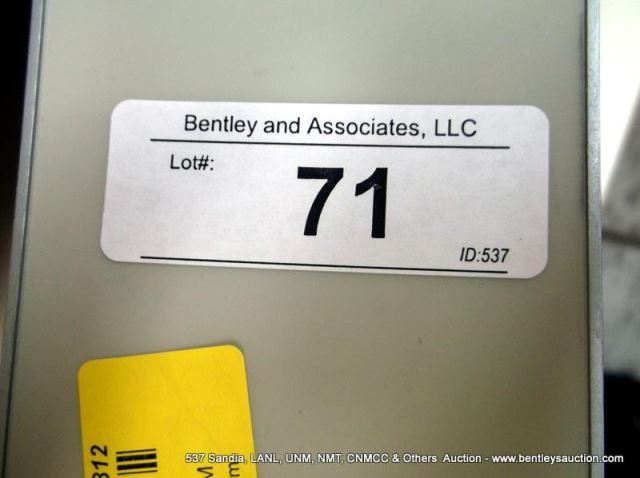 Bentley and Associates, LLC
Lot#:
71
ID:537
312
537 Sandia, LANL, UNM, NMT, CNMCC & Others Auction - www.bentleysauction.com